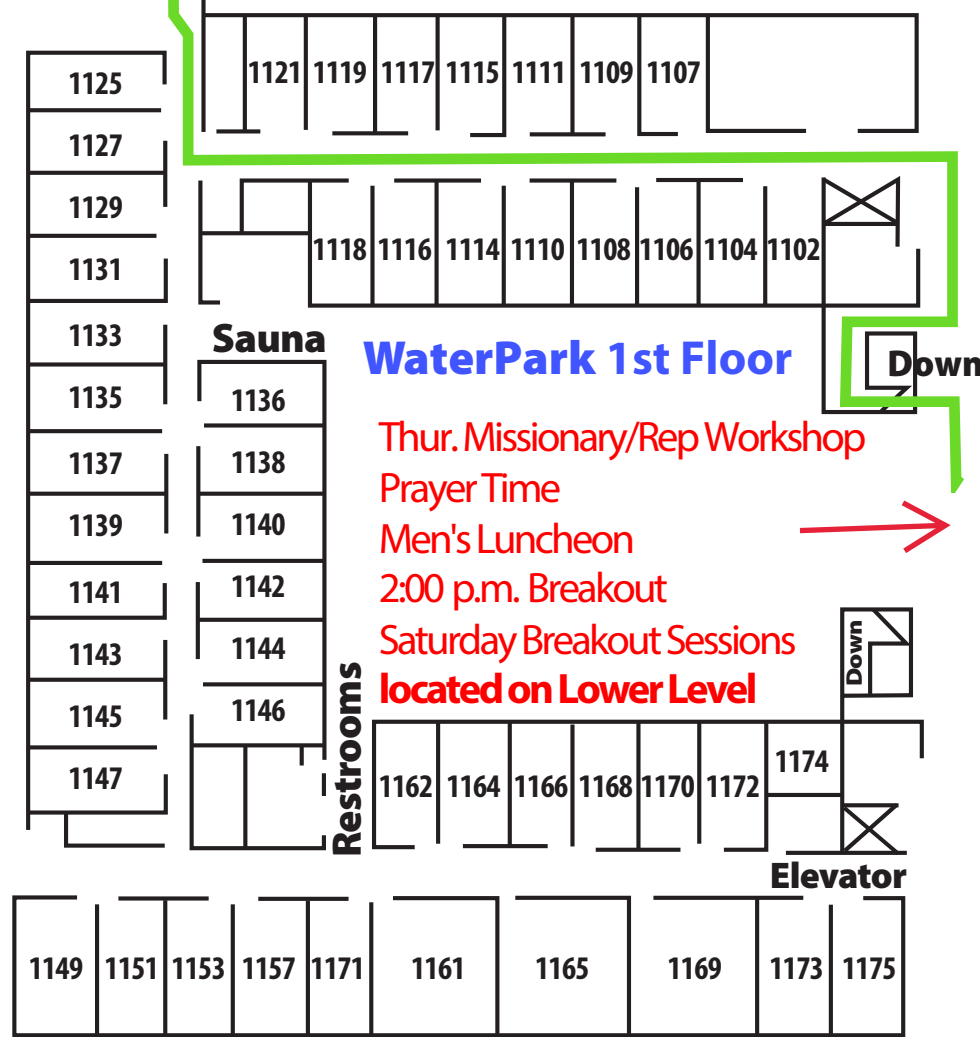 1121 1119 1117 1115 1111 1109 1107
1125
1127
1129
1131
1133
1135
1137
1139
1141
1143
1145
1147
1118 1116 1114 1110 1108 1106 1104 1102
Sauna
1136
1138
1140
1142
1144
1146
Restrooms
WaterPark 1st Floor
Down
Thur. Missionary/Rep Workshop
Prayer Time
Men's Luncheon
2:00 p.m. Breakout
Saturday Breakout Sessions
located on Lower Level
Down
1162 1164 1166 1168 1170 1172 1174
Elevator
1149 1151 1153 1157 1171 1161 1165 1169 1173 1175